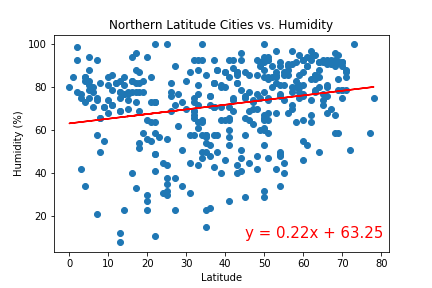 Northern Latitude Cities vs. Humidity
100
80
60
40
20
Humidity (%)
y = 0.22x + 63.25
0 10 20 30 40 50 60 70 80
Latitude